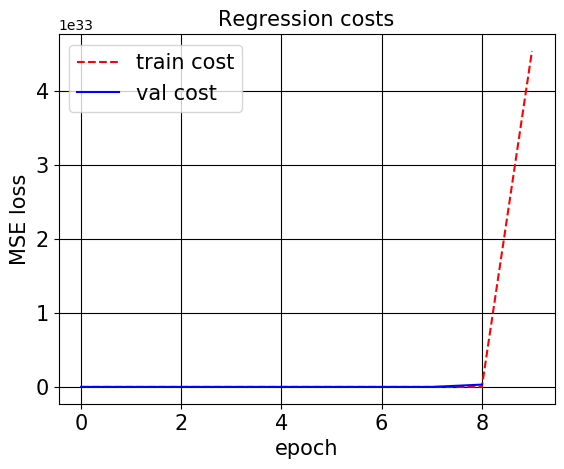 Regression costs
1e33
train cost
val cost
4
3
2
1
0
MSE loss
0 2 4 6 8
epoch